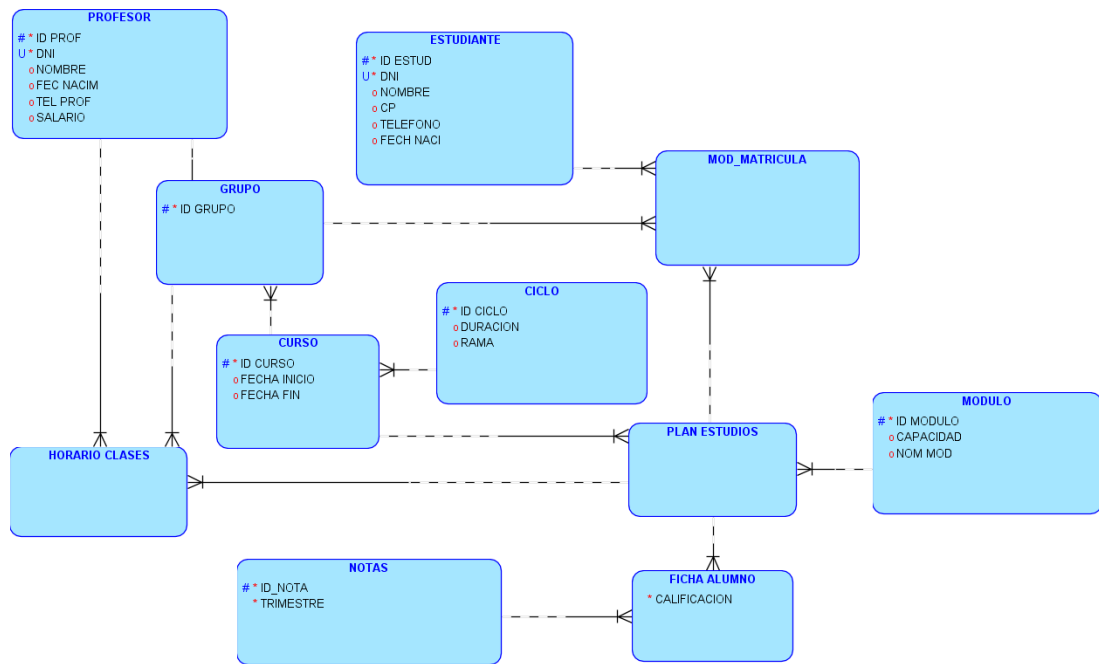 PROFESOR
# * ID PROF
U * DNI
o NOMBRE
o FEC NACIM
o TEL PROF
o SALARIO
ESTUDIANTE
# * ID ESTUD
U * DNI
o NOMBRE
o CP
o TELEFONO
o FECH NACI
MOD_MATRICULA
GRUPO
# * ID GRUPO
CICLO
# * ID CICLO
o DURACION
o RAMA
CURSO
# * ID CURSO
o FECHA INICIO
o FECHA FIN
MODULO
# * ID MODULO
o CAPACIDAD
o NOM MOD
PLAN ESTUDIOS
HORARIO CLASES
NOTAS
# * ID_NOTA
* TRIMESTRE
FICHA ALUMNO
* CALIFICACION